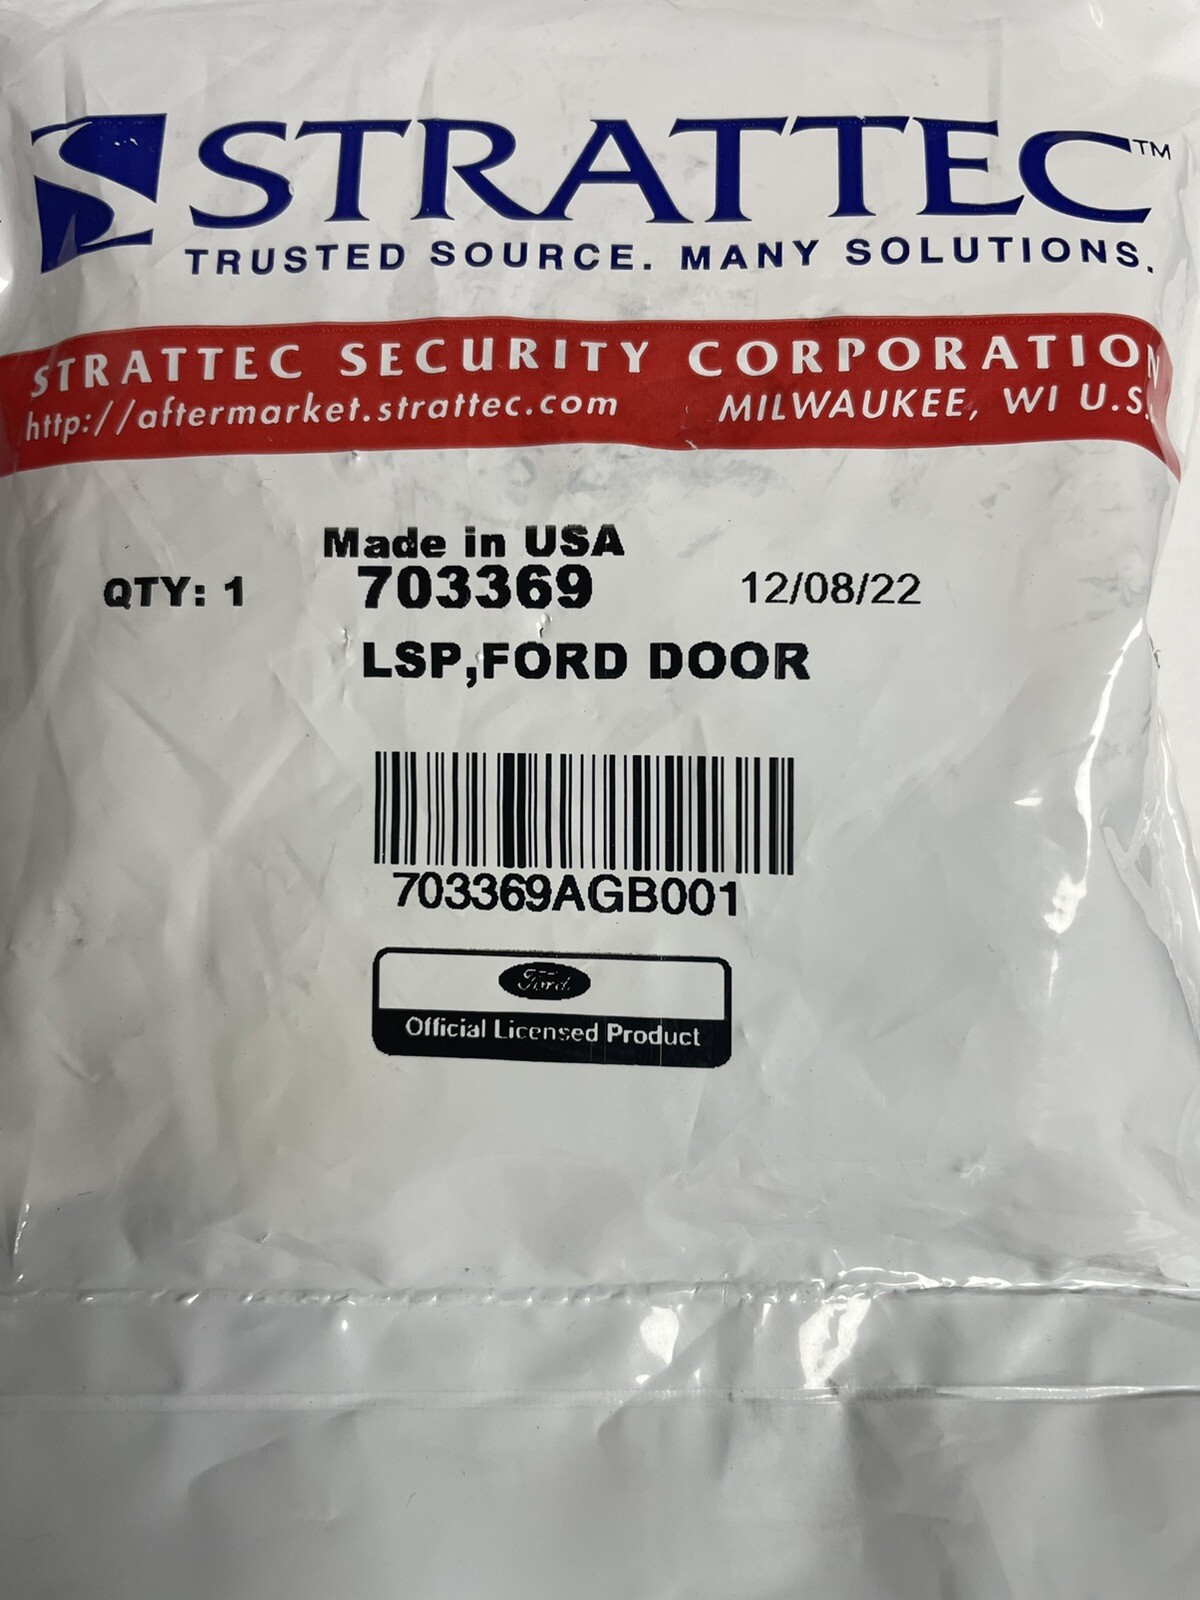 STRATTEC™
TRUSTED SOURCE. MANY SOLUTIONS.
STRATTEC SECURITY CORPORATION
http://aftermarket.strattec.com MILWAUKEE, WI U.S.
Made in USA
QTY: 1 703369 12/08/22
LSP,FORD DOOR
703369AGB001
Ford
Official Licensed Product